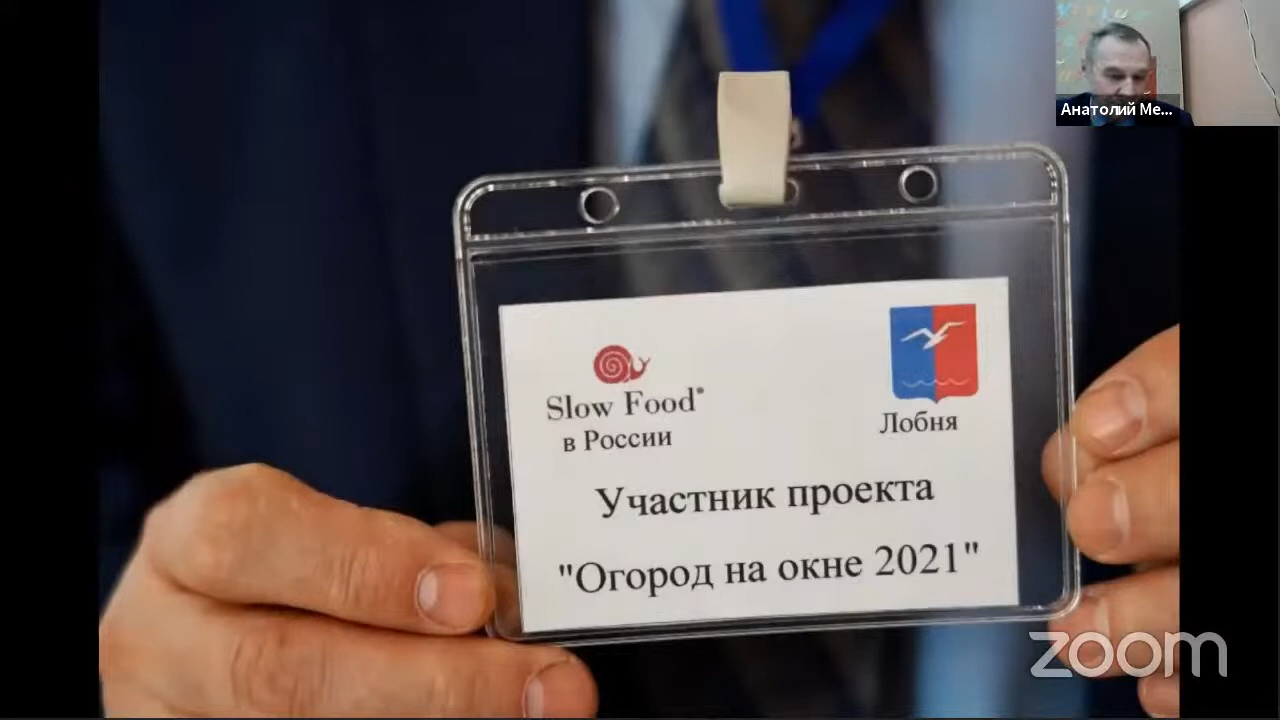 Анатолий Ме...
Slow Food®
в России
Лобня
Участник проекта
"Огород на окне 2021"
zoom